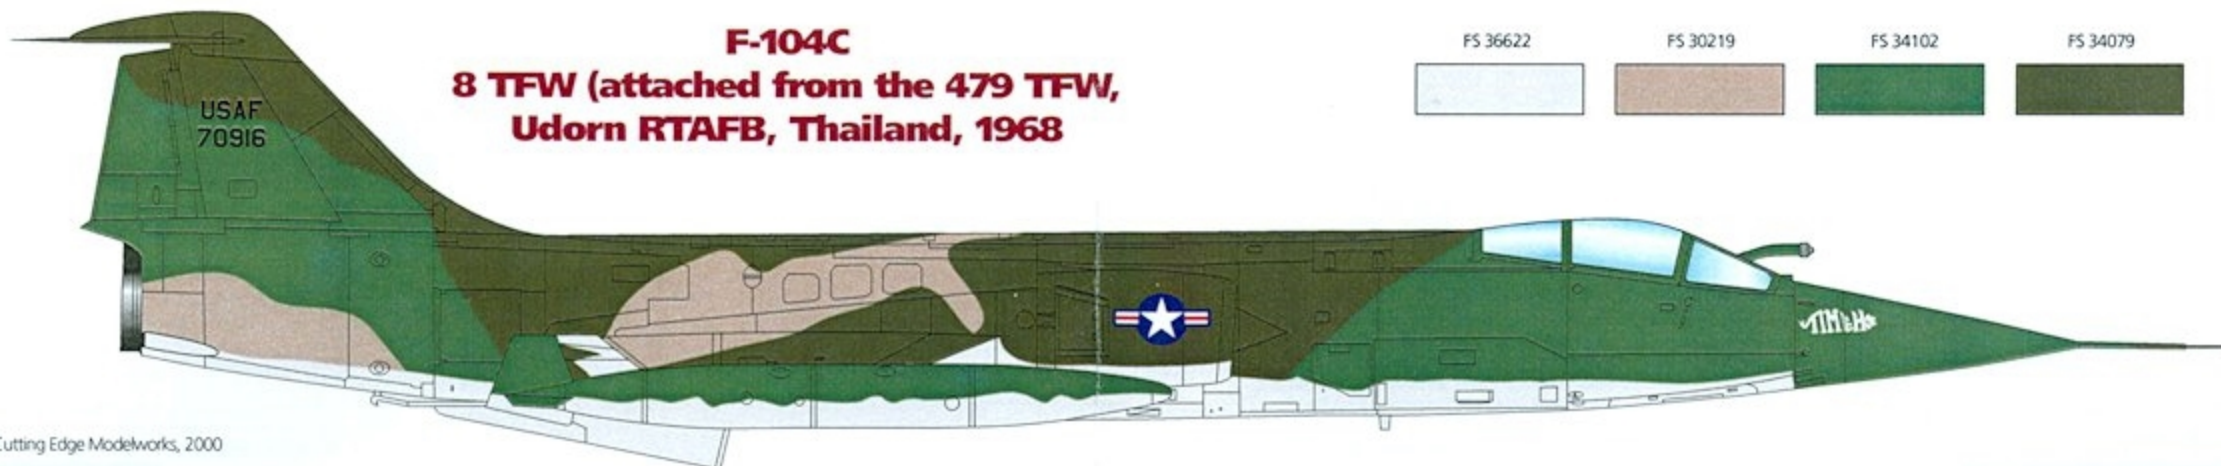 F-104C
8 TFW (attached from the 479 TFW,
Udorn RTAFB, Thailand, 1968
FS 36622
FS 30219
FS 34102
FS 34079
USAF
70916
Cutting Edge Modelworks, 2000